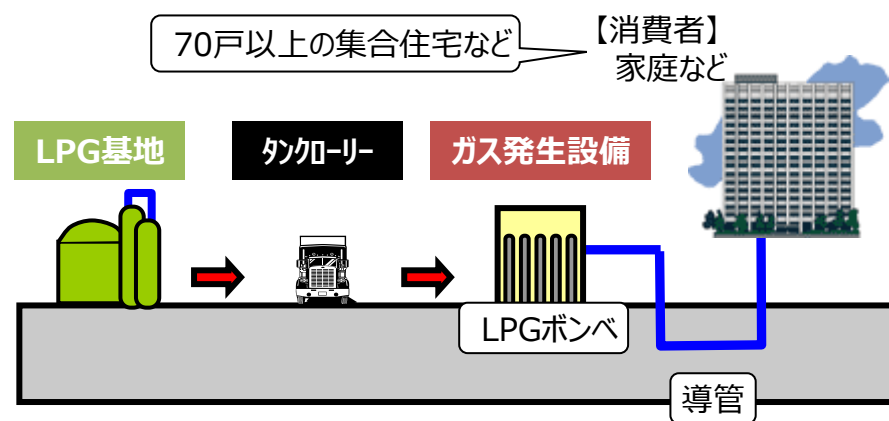 70戸以上の集合住宅など
【消費者】
家庭など
LPG基地
タンクローリー
ガス発生設備
LPGボンベ
導管